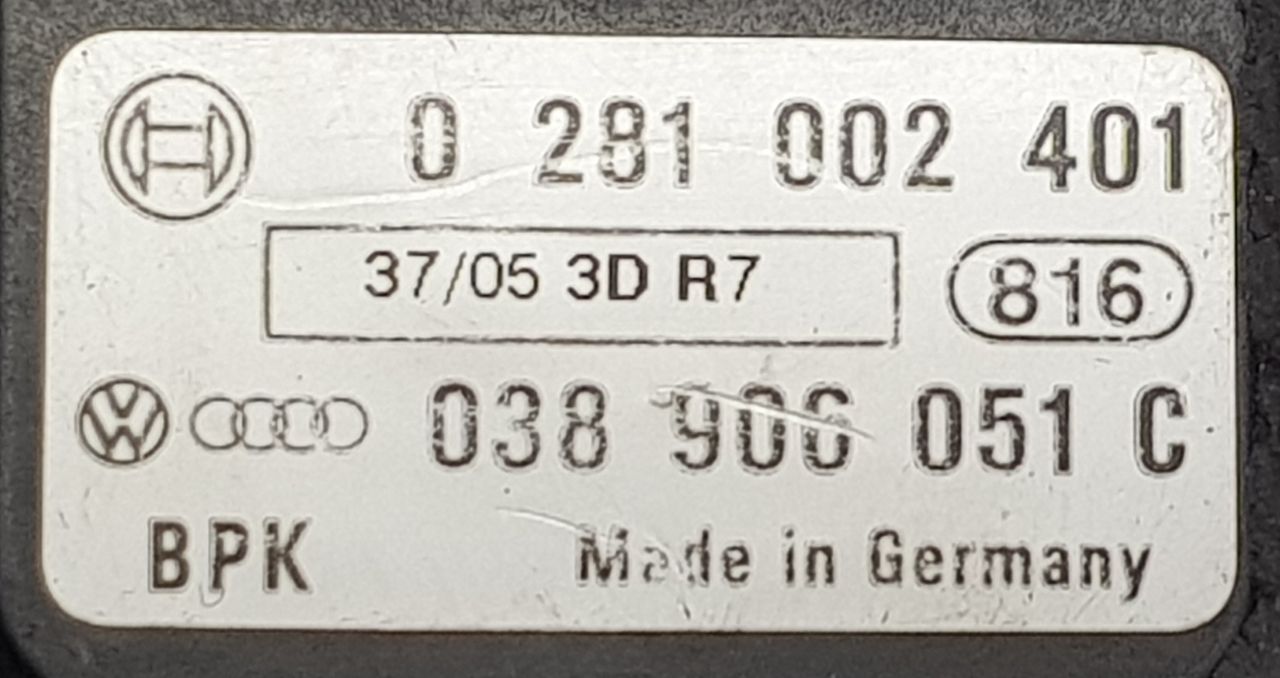 0 281 002 401
37/05 3D R7
816
038 906 051 C
BPK
Made in Germany